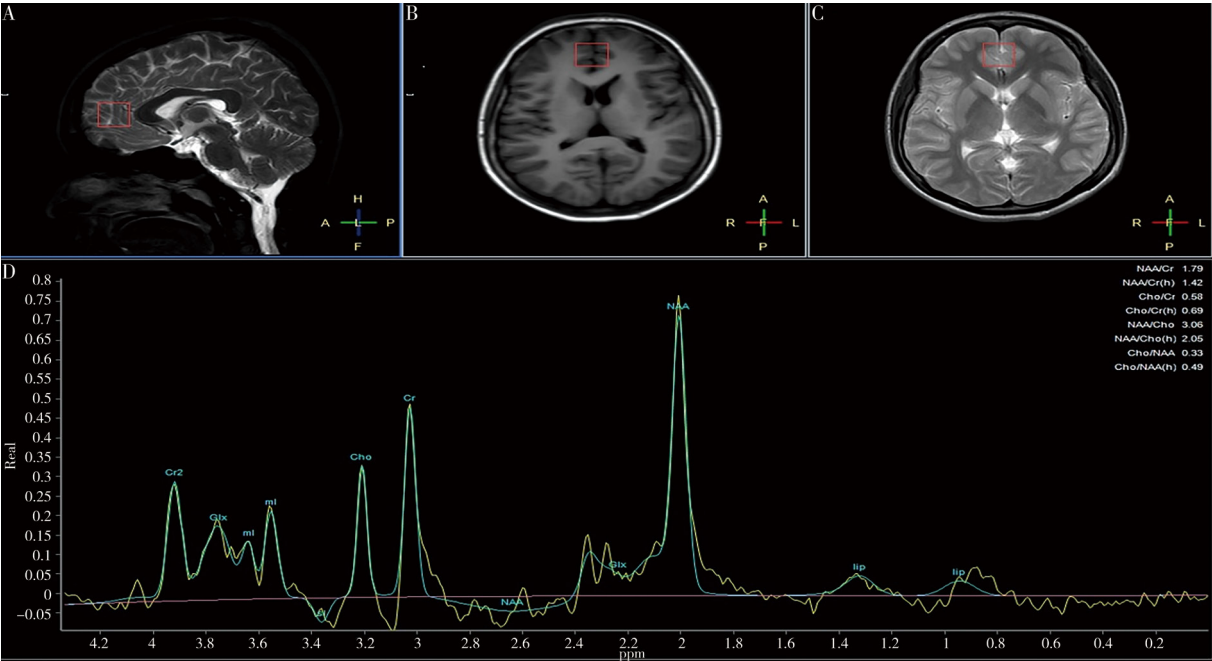 A
B
C
H
A L P
F
A
R F L
P
A
R F L
P
D
NAA/Cr 1.79
NAA/Cr(h) 1.42
Cho/Cr 0.58
Cho/Cr(h) 0.69
NAA/Cho 3.06
NAA/Cho(h) 2.05
Cho/NAA 0.33
Cho/NAA(h) 0.49
0.8
0.75
0.7
0.65
0.6
0.55
0.5
0.45
0.4
0.35
0.3
0.25
0.2
0.15
0.1
0.05
0
−0.05
Real
Cr2
Glx
mI
mI
Cho
Cr
NAA
Glx
NAA
lip
lip
4.2 4 3.8 3.6 3.4 3.2 3 2.8 2.6 2.4 2.2 2 1.8 1.6 1.4 1.2 1 0.8 0.6 0.4 0.2
ppm